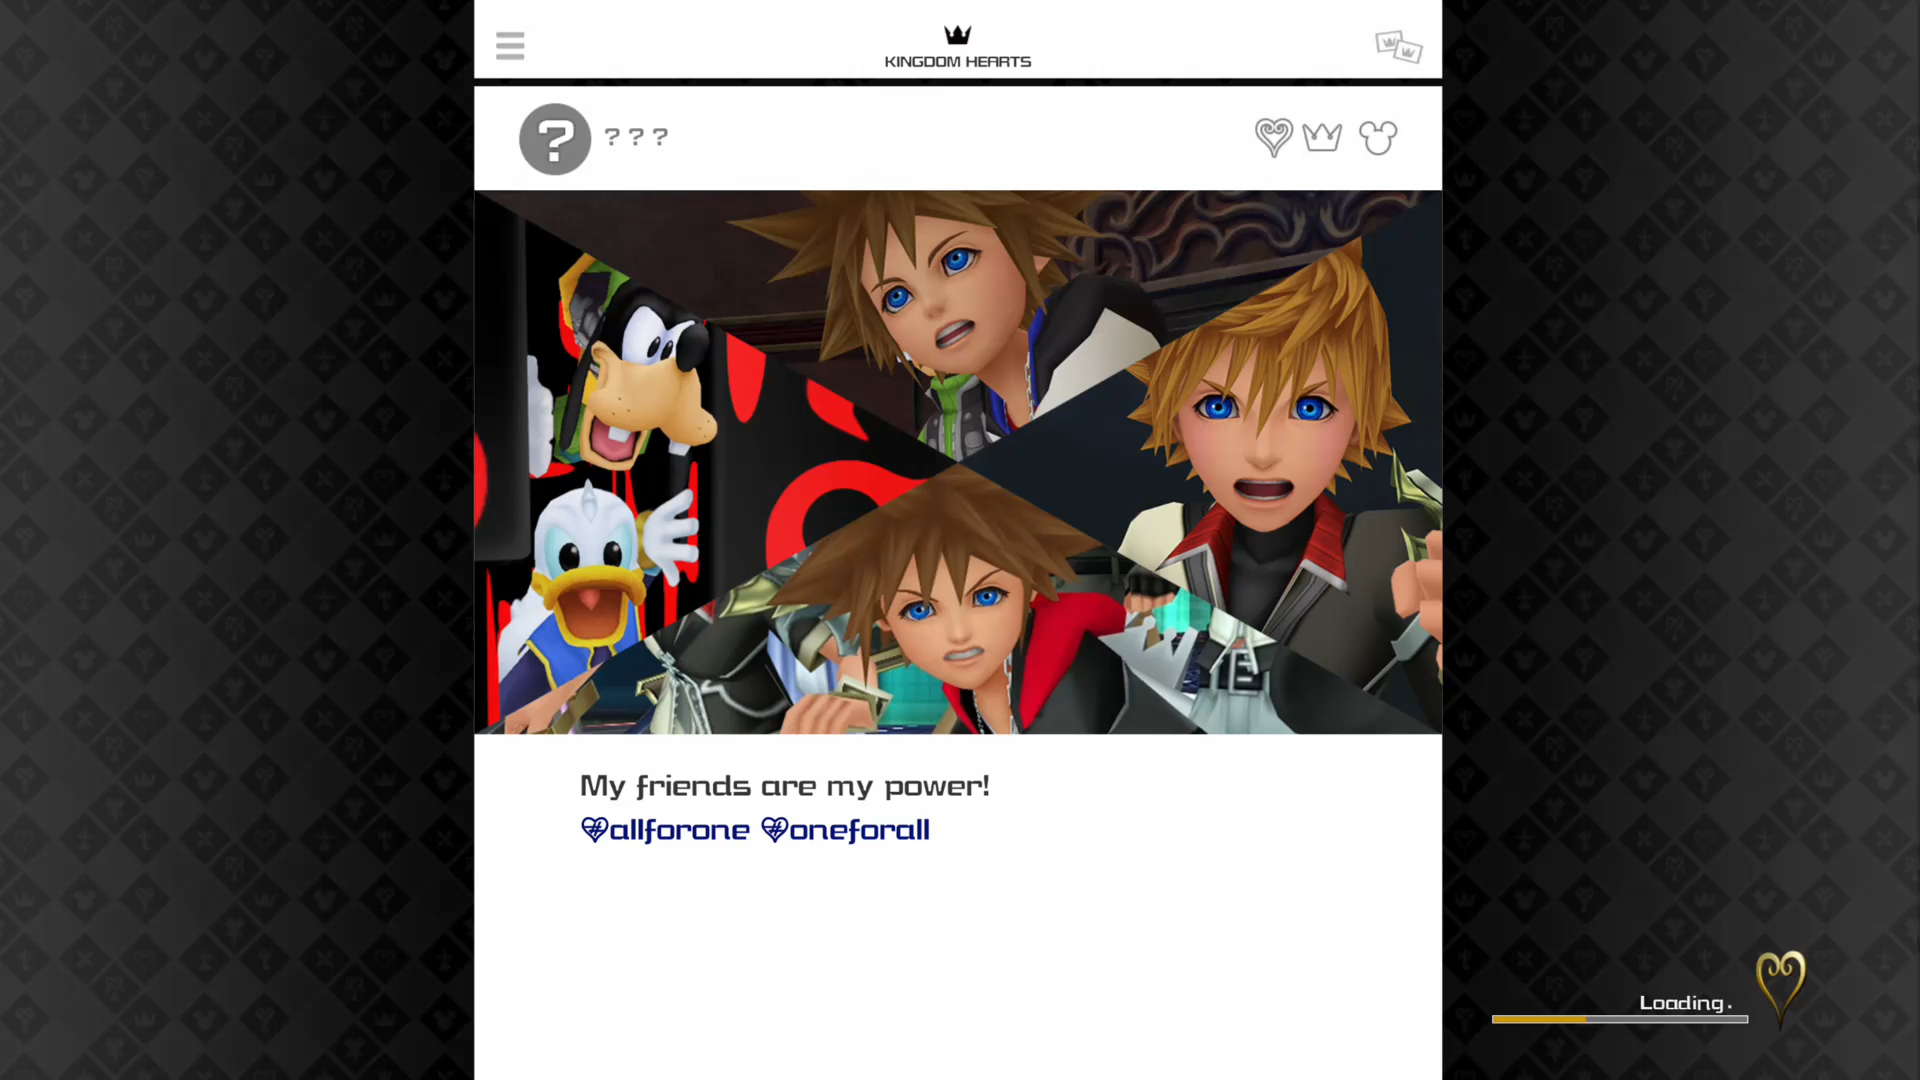 KINGDOM HEARTS
? ? ? ?
My friends are my power!
#allforone #oneforall
Loading.